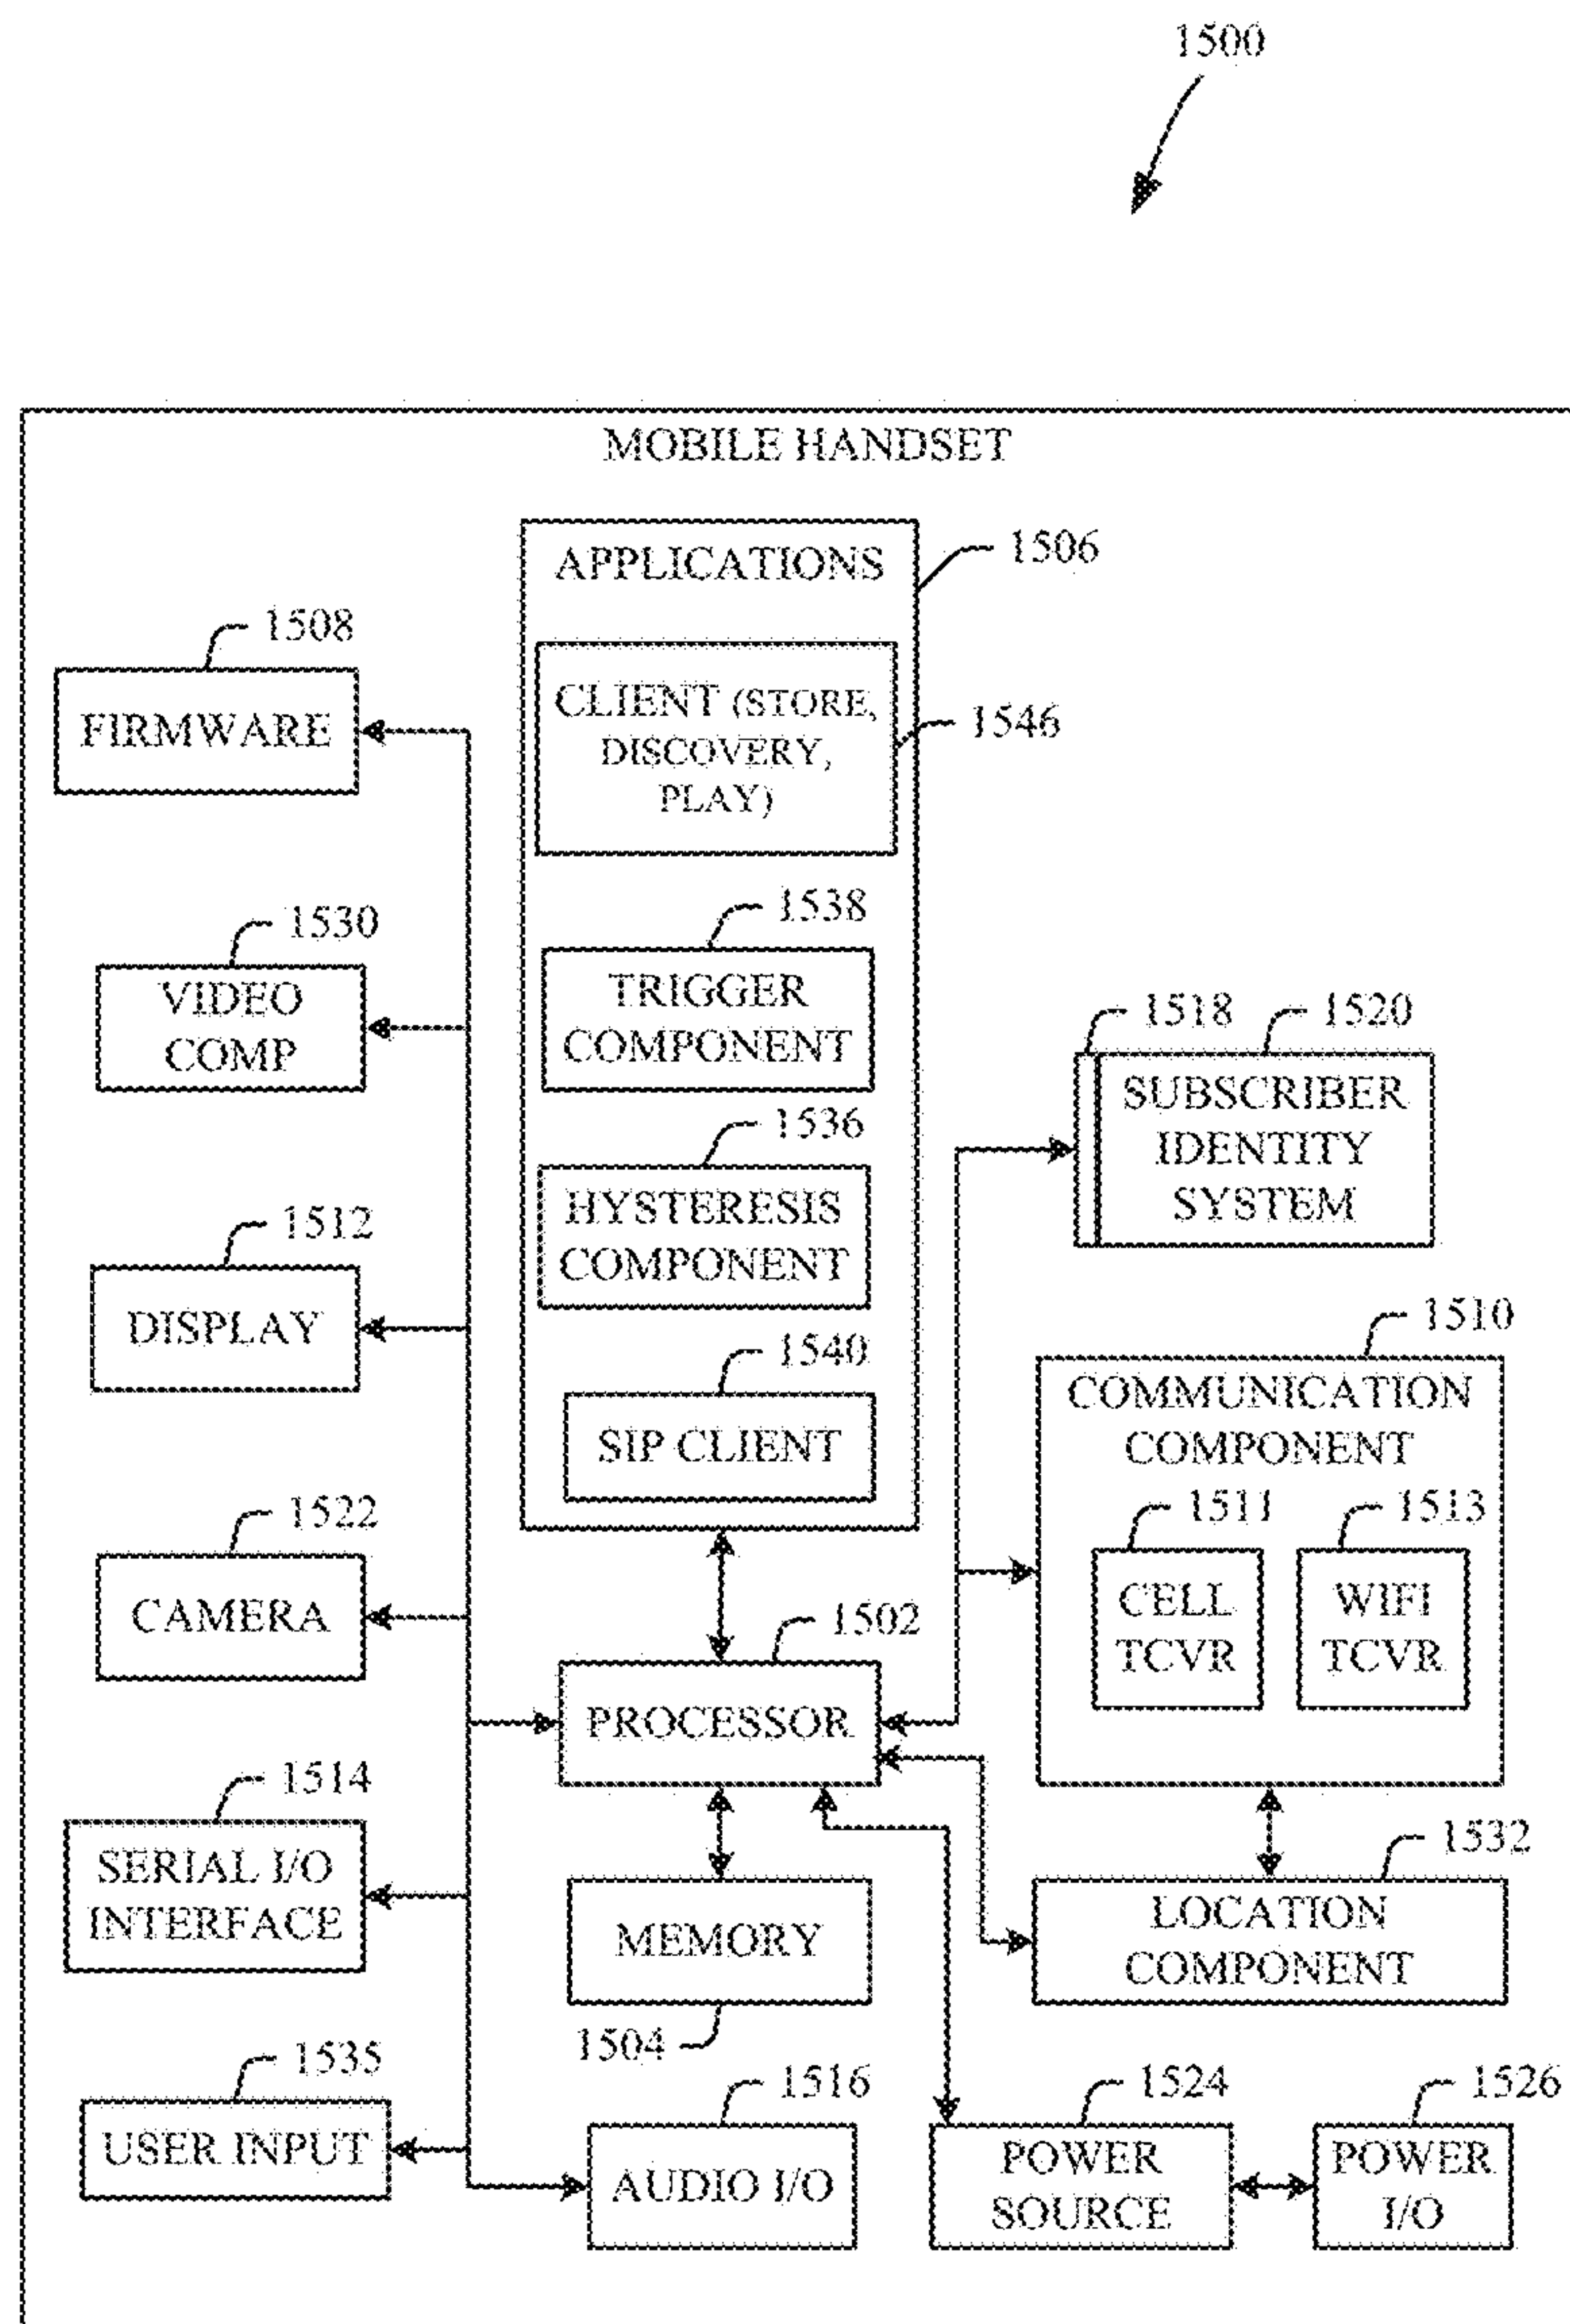 1500
MOBILE HANDSET
APPLICATIONS
1506
CLIENT (STORE,
DISCOVERY,
PLAY)
1546
1508
FIRMWARE
1538
TRIGGER
COMPONENT
1530
VIDEO
COMP
1518
1520
SUBSCRIBER
IDENTITY
SYSTEM
1536
HYSTERESIS
COMPONENT
1512
DISPLAY
1540
SIP CLIENT
1510
COMMUNICATION
COMPONENT
1511
CELL
TCVR
1513
WIFI
TCVR
1522
CAMERA
1502
PROCESSOR
1514
SERIAL I/O
INTERFACE
MEMORY
1504
1532
LOCATION
COMPONENT
1535
USER INPUT
1516
AUDIO I/O
1524
POWER
SOURCE
1526
POWER
I/O